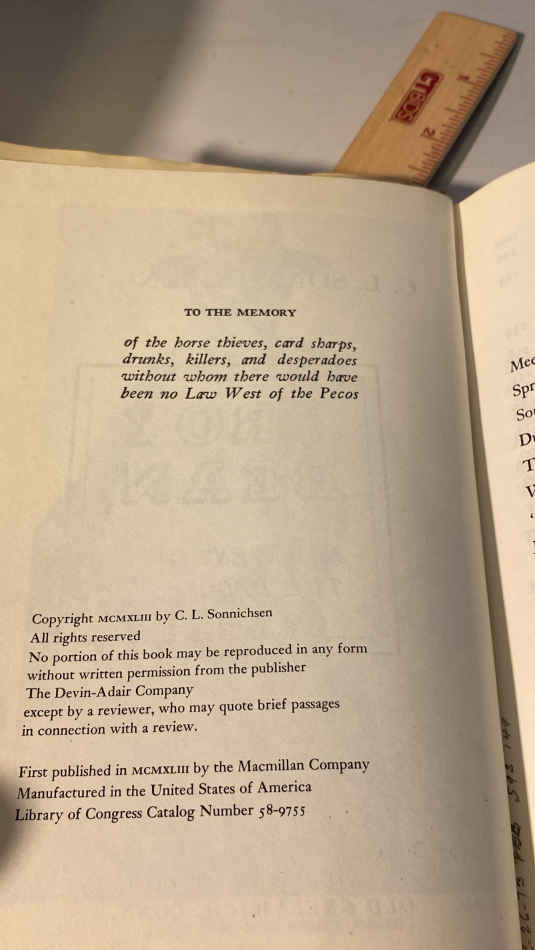 CTBDS
1
2
TO THE MEMORY
of the horse thieves, card sharps,
drunks, killers, and desperadoes
without whom there would have
been no Law West of the Pecos
Copyright MCMXLIII by C. L. Sonnichsen
All rights reserved
No portion of this book may be reproduced in any form
without written permission from the publisher
The Devin-Adair Company
except by a reviewer, who may quote brief passages
in connection with a review.
First published in MCMXLIII by the Macmillan Company
Manufactured in the United States of America
Library of Congress Catalog Number 58-9755